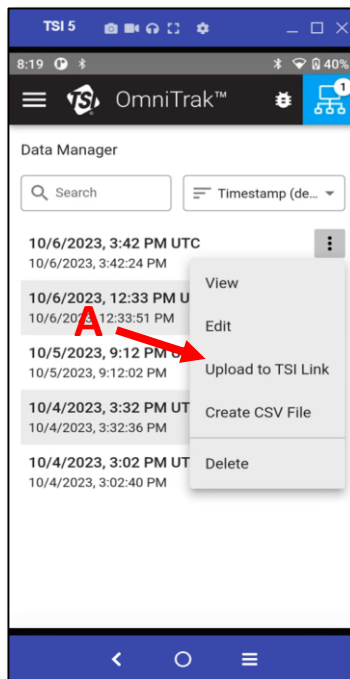 TSI 5
8:19 40%
TSI OmniTrak™ 1
Data Manager
Search Timestamp (de...
10/6/2023, 3:42 PM UTC
10/6/2023, 3:42:24 PM
View
10/6/2023, 12:33 PM U
10/6/2023, 12:33:51 PM
Edit
A
10/5/2023, 9:12 PM U
10/5/2023, 9:12:02 PM
Upload to TSI Link
10/4/2023, 3:32 PM UT
10/4/2023, 3:32:36 PM
Create CSV File
10/4/2023, 3:02 PM UT
10/4/2023, 3:02:40 PM
Delete